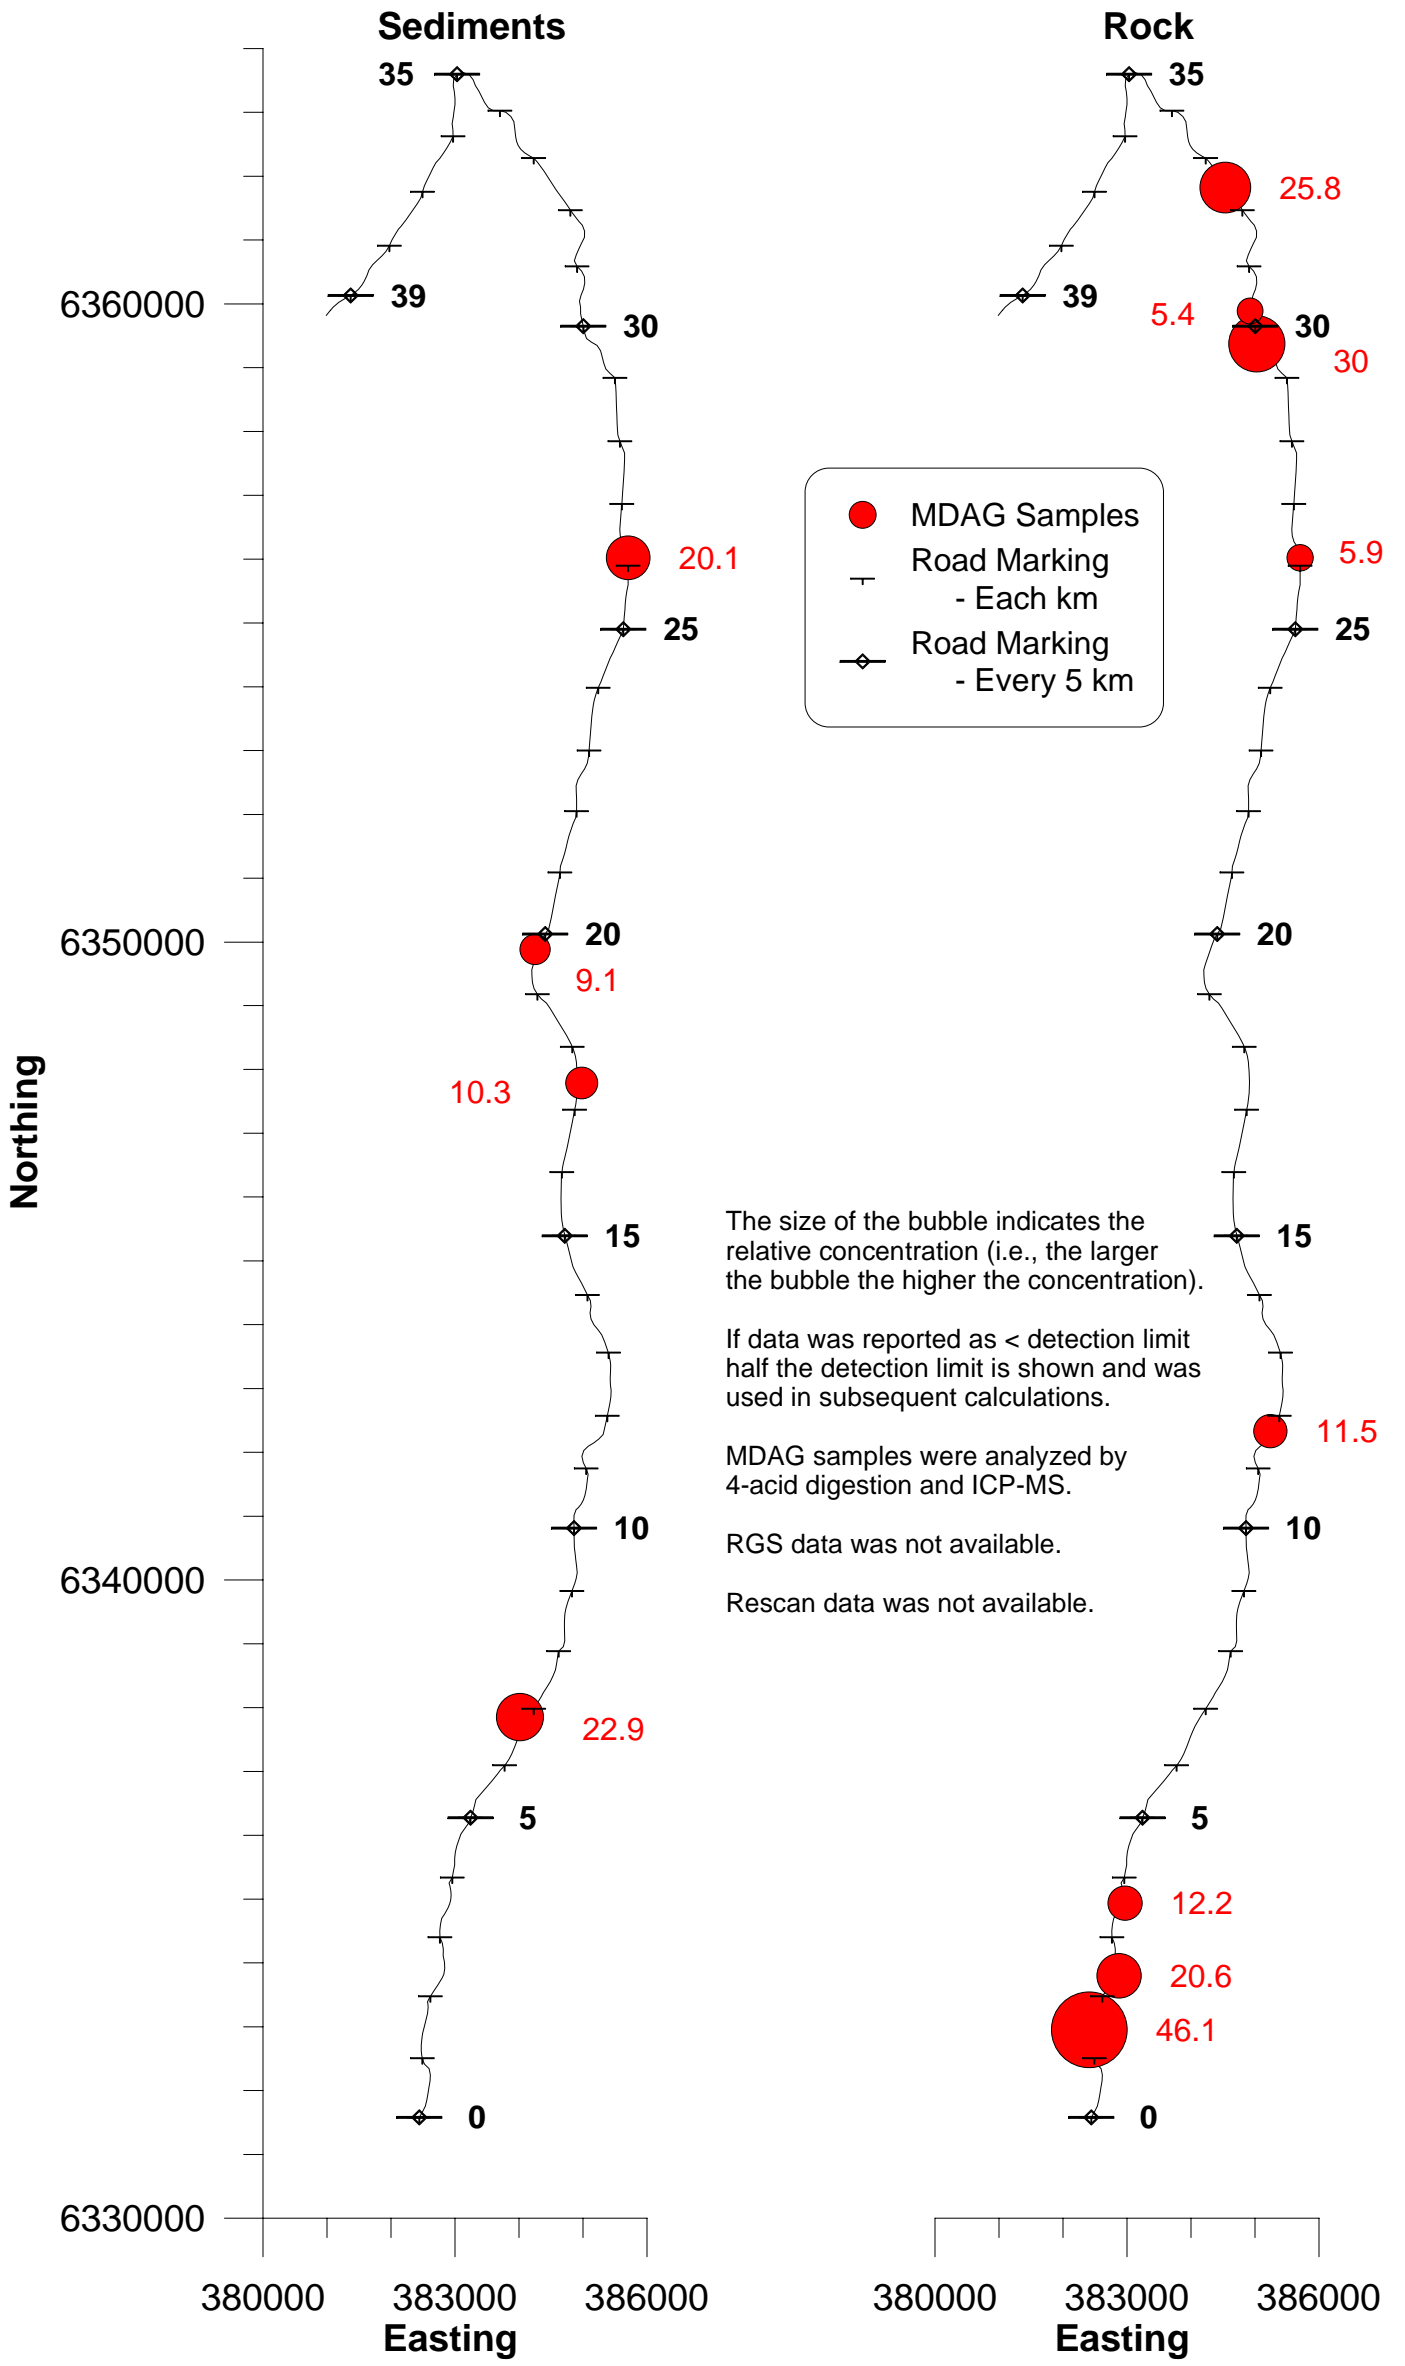 Sediments
Rock
35
35
25.8
39
39
6360000
5.4
30
30
30
MDAG Samples
Road Marking
- Each km
Road Marking
- Every 5 km
20.1
5.9
25
25
20
20
6350000
9.1
10.3
Northing
15
15
The size of the bubble indicates the
relative concentration (i.e., the larger
the bubble the higher the concentration).
If data was reported as < detection limit
half the detection limit is shown and was
used in subsequent calculations.
MDAG samples were analyzed by
4-acid digestion and ICP-MS.
RGS data was not available.
Rescan data was not available.
11.5
10
10
6340000
22.9
5
5
12.2
20.6
46.1
0
0
6330000
380000 383000 386000
380000 383000 386000
Easting
Easting